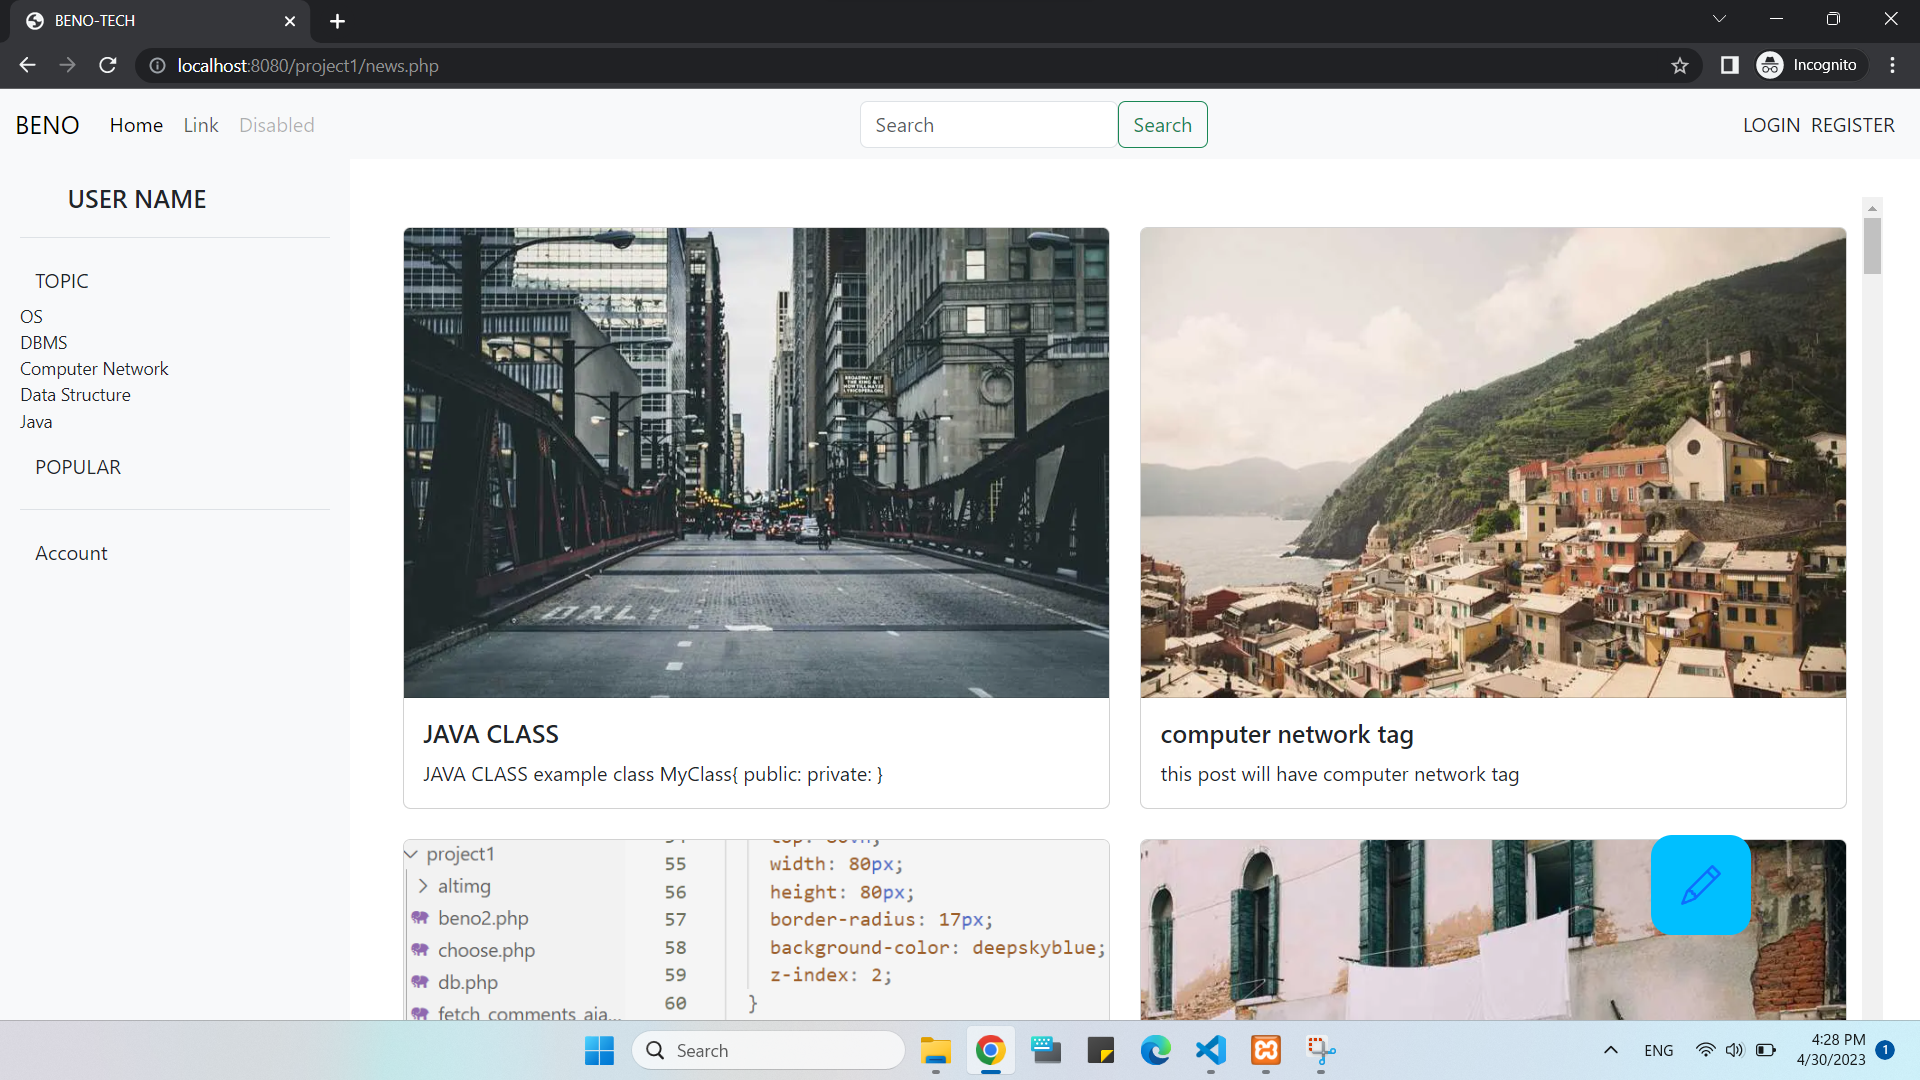 BENO-TECH
localhost:8080/project1/news.php
Incognito
BENO Home Link Disabled
Search Search
LOGIN REGISTER
USER NAME
TOPIC
OS
DBMS
Computer Network
Data Structure
Java
POPULAR
Account
ONLY
JAVA CLASS
JAVA CLASS example class MyClass{ public: private: }
computer network tag
this post will have computer network tag
project1
altimg
beno2.php
choose.php
db.php
fetch_comments_aja...
55 width: 80px;
56 height: 80px;
57 border-radius: 17px;
58 background-color: deepskyblue;
59 z-index: 2;
60 }
Search
ENG
4:28 PM
4/30/2023
1